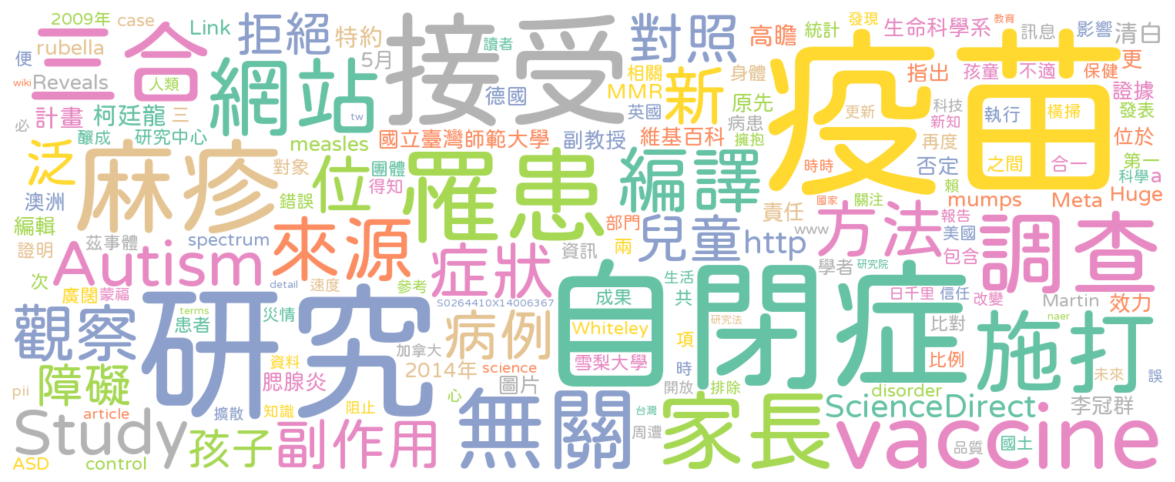 2009年 case Link 拒絕 特約 讀者 接受 對照 高瞻 發現 統計 教育 生命科學系 訊息 影響 清白
便 rubella 三合 5月 網站 德國 相關 MMR 英國 新 身體 原先 病患 疫苗 指出 孩童 不適 保健 更
wiki Reveals 人類 必 計畫 柯廷龍 三 tw 更新 科技 新知 執行 橫掃 證據 發表
釀成 研究中心 measles 國立臺灣師範大學 副教授 維基百科 擁抱 再度 位於
泛 麻疹 對象 位 團體 得知 罹患 編譯 時時 否定 之間 合一 第一 科學 a
澳洲 錯誤 部門 兒童 責任 國家 關注 賴 mumps Meta Huge
編輯 證明 茲事體 spectrum 來源 資訊 兩 http www 方法 報告 美國 包含 調查
次 Autism detail 症狀 學者 研究院
廣闊 蒙福 速度 參考 S0264410X14006367 自閉症 生活 成果 共 日千里 信任 改變 Martin 效力
觀察 terms 患者 研究 災情 病例 Whiteley 項 研究法 比對 naer 施打
障礙 資料 加拿大 2014年 science 雪梨大學 時 比例 未來 誤
pii 腮腺炎 圖片 開放 排除 disorder
Study article 擴散 知識 阻止 心 無關 台灣 家長 ScienceDirect 李冠群
ASD control 孩子 副作用 周遭 vaccine 品質 國土